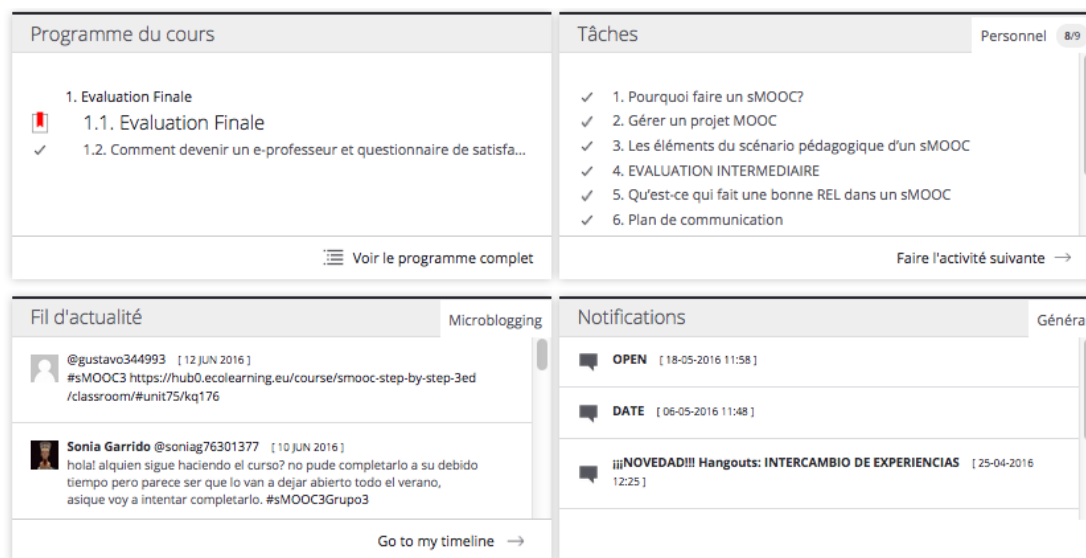 Programme du cours
1. Evaluation Finale
1.1. Evaluation Finale
1.2. Comment devenir un e-professeur et questionnaire de satisfa...
Voir le programme complet
Tâches
Personnel 8/9
1. Pourquoi faire un sMOOC?
2. Gérer un projet MOOC
3. Les éléments du scénario pédagogique d'un sMOOC
4. EVALUATION INTERMEDIAIRE
5. Qu'est-ce qui fait une bonne REL dans un sMOOC
6. Plan de communication
Faire l'activité suivante →
Fil d'actualité
Microblogging
@gustavo344993 [ 12 JUN 2016 ]
#sMOOC3 https://hub0.ecolearning.eu/course/smooc-step-by-step-3ed
/classroom/#unit75/kq176
Sonia Garrido @soniag76301377 [ 10 JUN 2016 ]
hola! alguien sigue haciendo el curso? no pude completarlo a su debido
tiempo pero parece ser que lo van a dejar abierto todo el verano,
asique voy a intentar completarlo. #sMOOC3Grupo3
Go to my timeline →
Notifications
Généra
OPEN [ 18-05-2016 11:58 ]
DATE [ 06-05-2016 11:48 ]
¡¡¡NOVEDAD!!! Hangouts: INTERCAMBIO DE EXPERIENCIAS [ 25-04-2016
12:25 ]